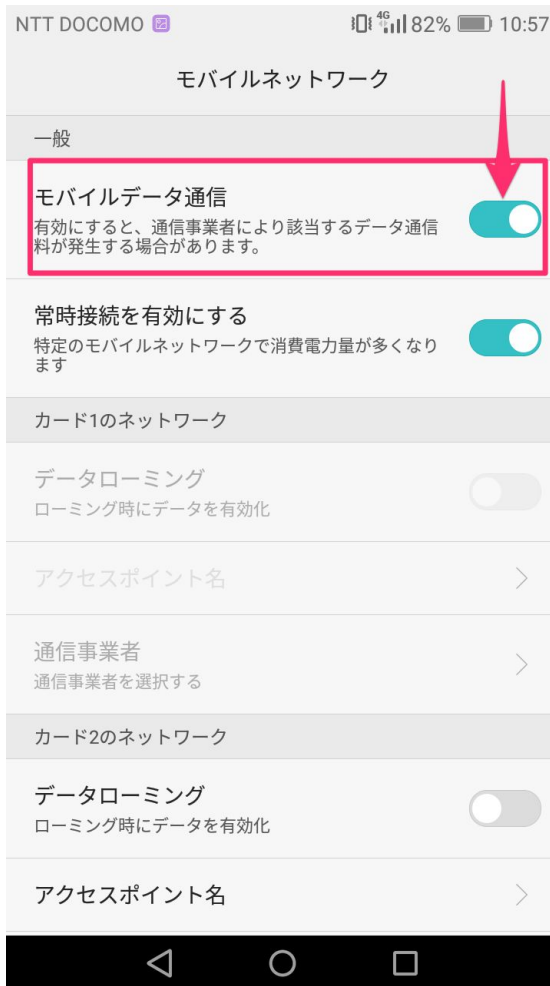 NTT DOCOMO 4G 82% 10:57
モバイルネットワーク
一般
モバイルデータ通信
有効にすると、通信事業者により該当するデータ通信
料が発生する場合があります。
常時接続を有効にする
特定のモバイルネットワークで消費電力量が多くなり
ます
カード1のネットワーク
データローミング
ローミング時にデータを有効化
アクセスポイント名
通信事業者
通信事業者を選択する
カード2のネットワーク
データローミング
ローミング時にデータを有効化
アクセスポイント名